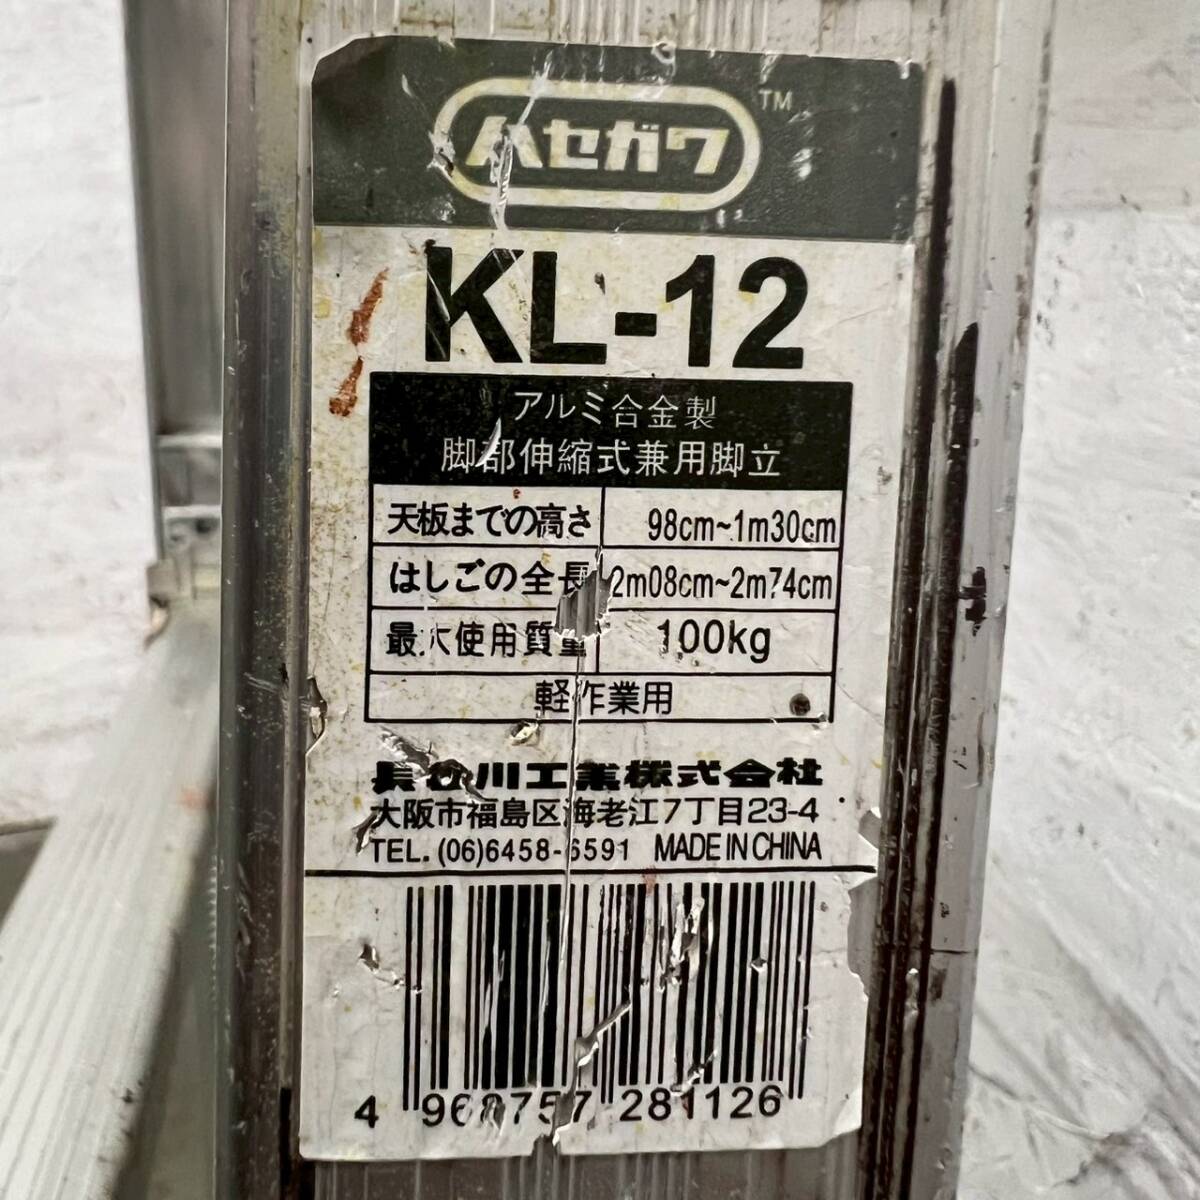 ハセガワ TM
KL-12
アルミ合金製
脚部伸縮式兼用脚立
天板までの高さ 98cm~1m30cm
はしごの全長 2m08cm~2m74cm
最大使用質量 100kg
軽作業用
長谷川工業株式会社
大阪市福島区海老江7丁目23-4
TEL. (06)6458-6591 MADE IN CHINA
4 968757 281126